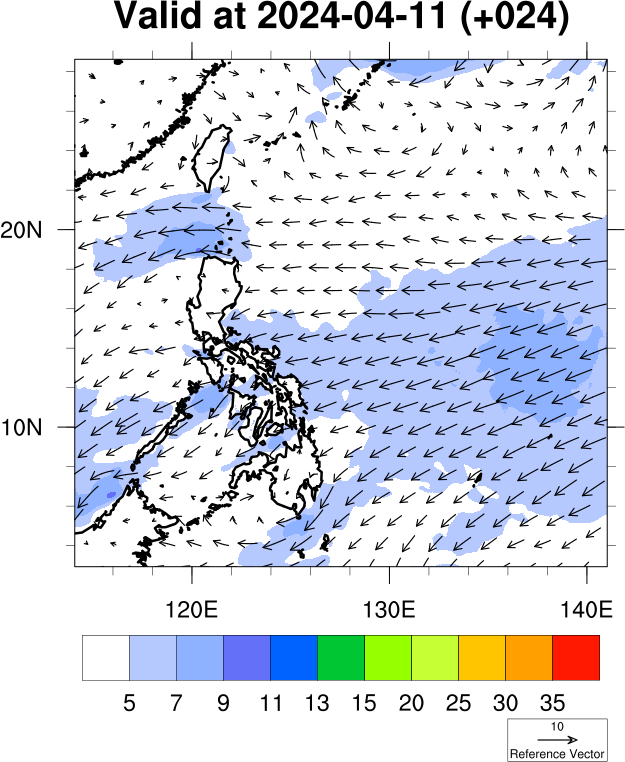 Valid at 2024-04-11 (+024)
20N
10N
120E 130E 140E
5 7 9 11 13 15 20 25 30 35
10
Reference Vector